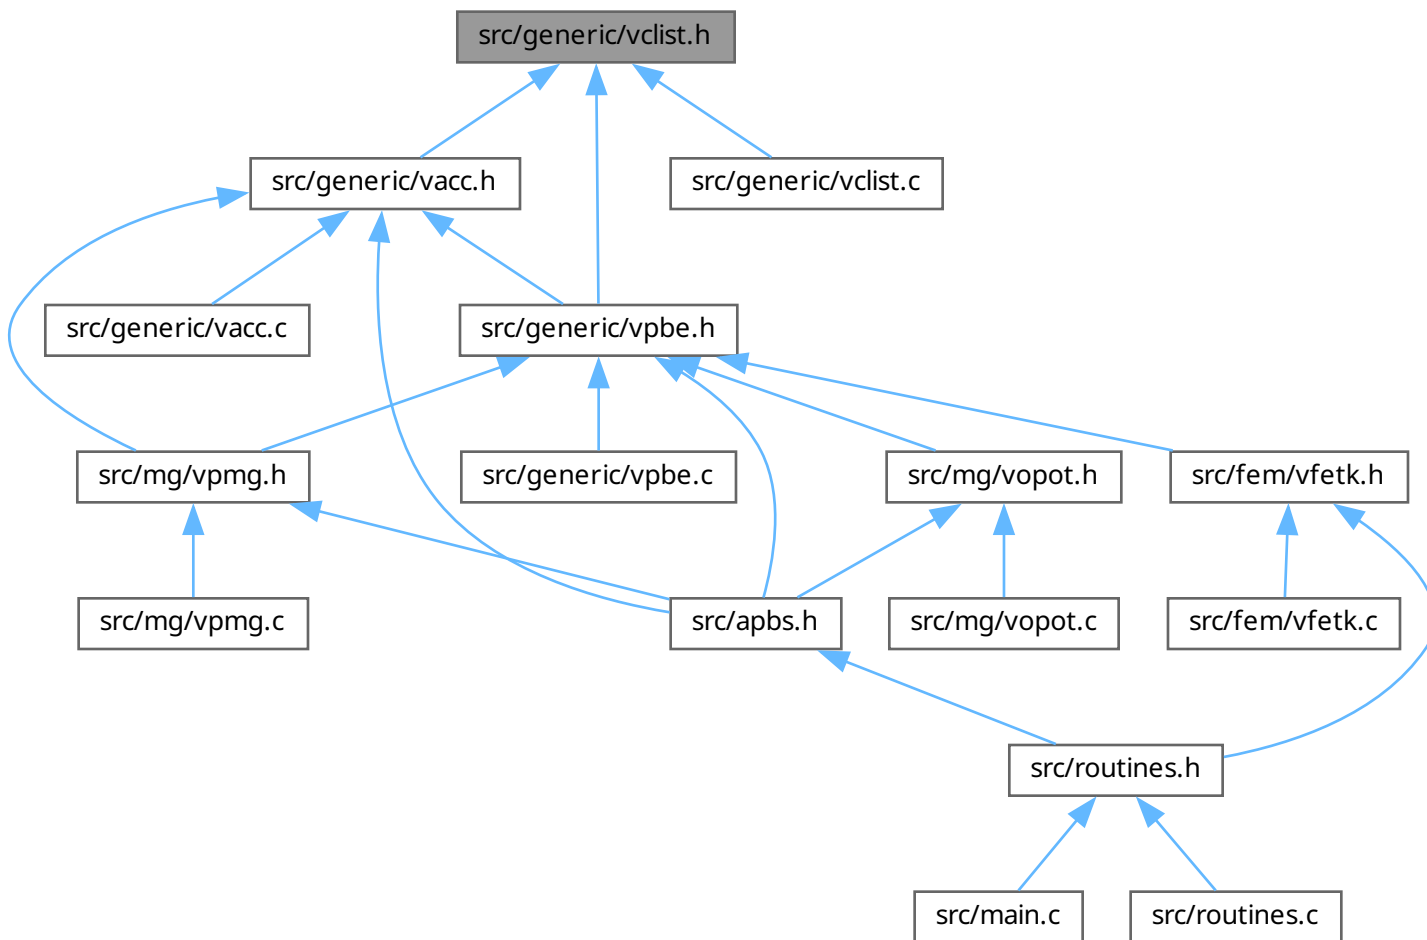 src/generic/vclist.h
src/generic/vacc.h
src/generic/vclist.c
src/generic/vacc.c
src/generic/vpbe.h
src/mg/vpmg.h
src/generic/vpbe.c
src/mg/vopot.h
src/fem/vfetk.h
src/mg/vpmg.c
src/apbs.h
src/mg/vopot.c
src/fem/vfetk.c
src/routines.h
src/main.c
src/routines.c